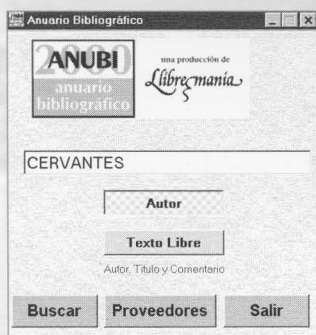 Anuario Bibliográfico
2000
ANUBI
anuario
bibliográfico
una producción de
Llibresmanía
CERVANTES
Autor
Texto Libre
Autor, Título y Comentario
Buscar Proveedores Salir